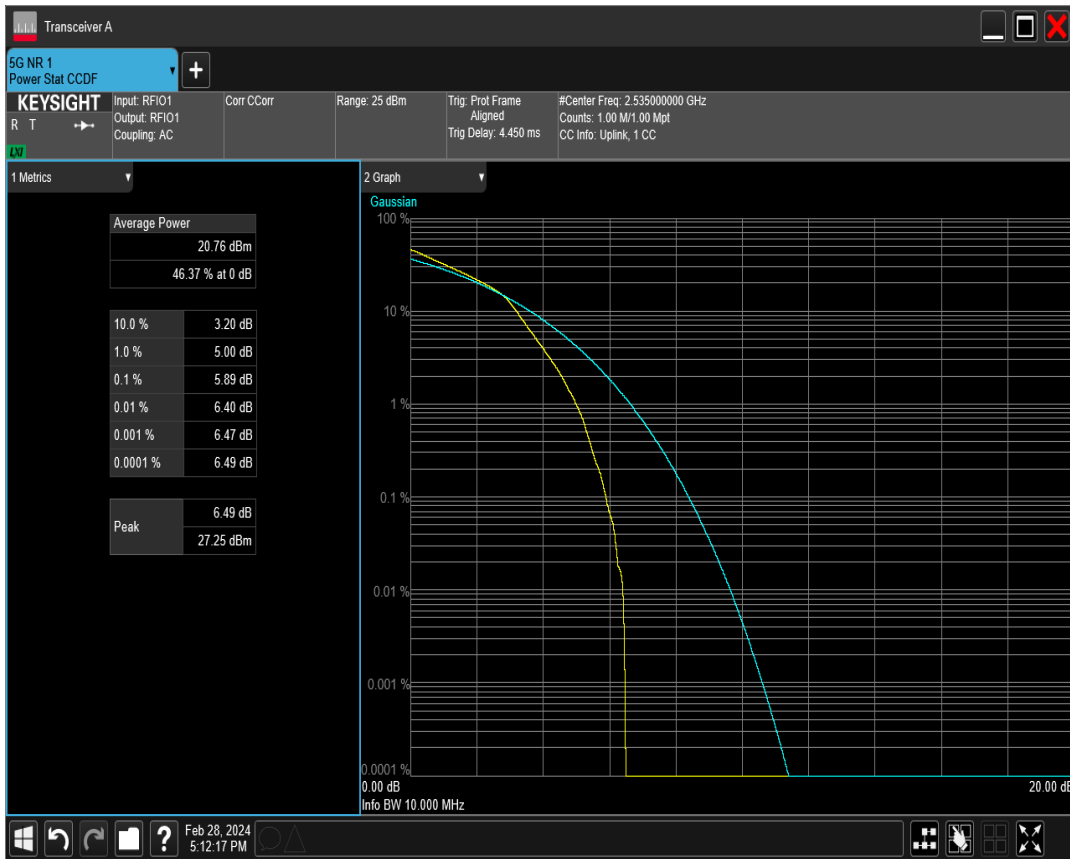 Transceiver A
5G NR 1
Power Stat CCDF
+
KEYSIGHT
R T
LXI
Input: RFIO1
Output: RFIO1
Coupling: AC
Corr CCorr
Range: 25 dBm
Trig: Prot Frame
Aligned
Trig Delay: 4.450 ms
#Center Freq: 2.535000000 GHz
Counts: 1.00 M/1.00 Mpt
CC Info: Uplink, 1 CC
1 Metrics
Average Power
20.76 dBm
46.37 % at 0 dB
10.0 % 3.20 dB
1.0 % 5.00 dB
0.1 % 5.89 dB
0.01 % 6.40 dB
0.001 % 6.47 dB
0.0001 % 6.49 dB
Peak
6.49 dB
27.25 dBm
2 Graph
Gaussian
100 %
10 %
1 %
0.1 %
0.01 %
0.001 %
0.0001 %
0.00 dB 20.00 dB
Info BW 10.000 MHz
?
Feb 28, 2024
5:12:17 PM